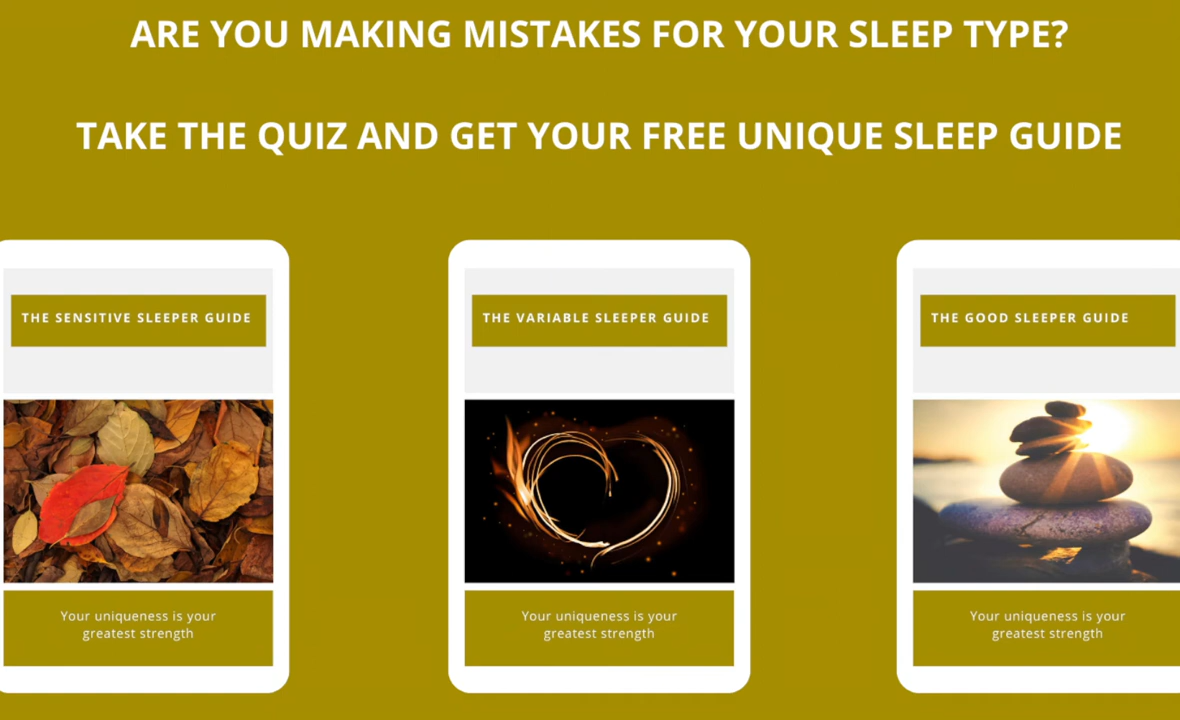 ARE YOU MAKING MISTAKES FOR YOUR SLEEP TYPE?
TAKE THE QUIZ AND GET YOUR FREE UNIQUE SLEEP GUIDE
THE SENSITIVE SLEEPER GUIDE
Your uniqueness is your
greatest strength
THE VARIABLE SLEEPER GUIDE
Your uniqueness is your
greatest strength
THE GOOD SLEEPER GUIDE
Your uniqueness is your
greatest strength